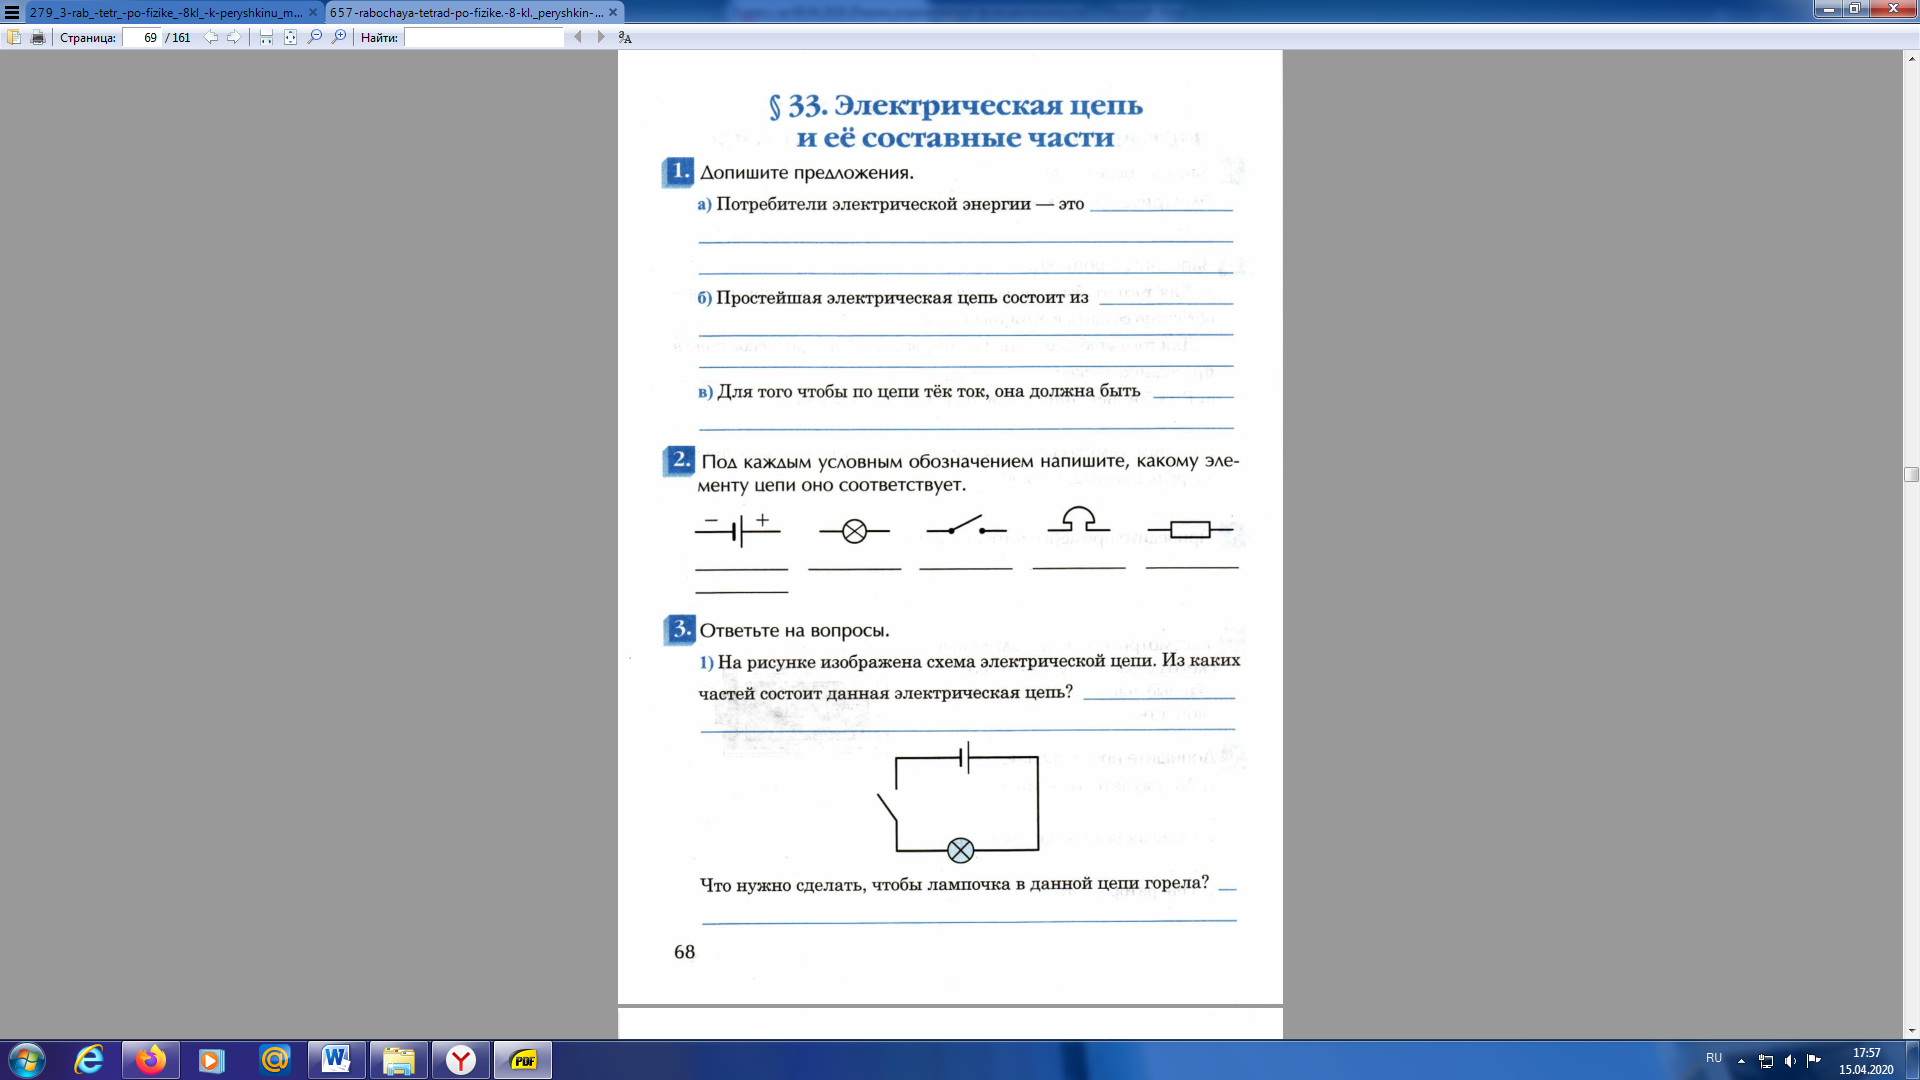 279_3-rab_-tetr_-po-fizike_-8kl_-k-peryshkinu_m...
657-rabochaya-tetrad-po-fizike.-8-kl._peryshkin-...
Страница: 69 / 161 Найти:
§ 33. Электрическая цепь
и её составные части
1. Допишите предложения.
а) Потребители электрической энергии — это
б) Простейшая электрическая цепь состоит из
в) Для того чтобы по цепи тёк ток, она должна быть
2. Под каждым условным обозначением напишите, какому эле-
менту цепи оно соответствует.
− +
3. Ответьте на вопросы.
1) На рисунке изображена схема электрической цепи. Из каких
частей состоит данная электрическая цепь?
Что нужно сделать, чтобы лампочка в данной цепи горела?
68
PDF
RU
17:57
15.04.2020